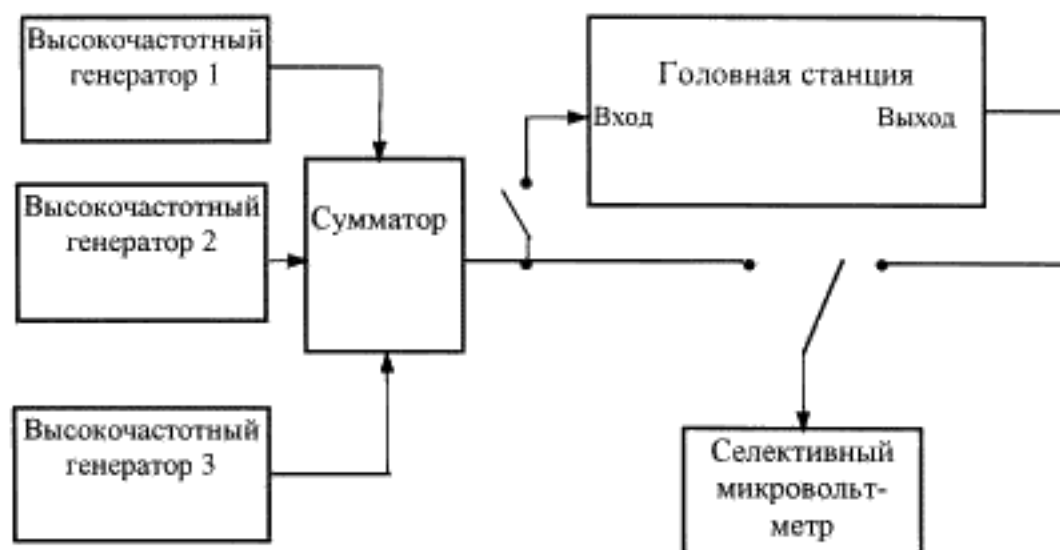 Высокочастотный
генератор 1
Головная станция
Вход
Выход
Высокочастотный
генератор 2
Сумматор
Высокочастотный
генератор 3
Селективный
микровольт-
метр